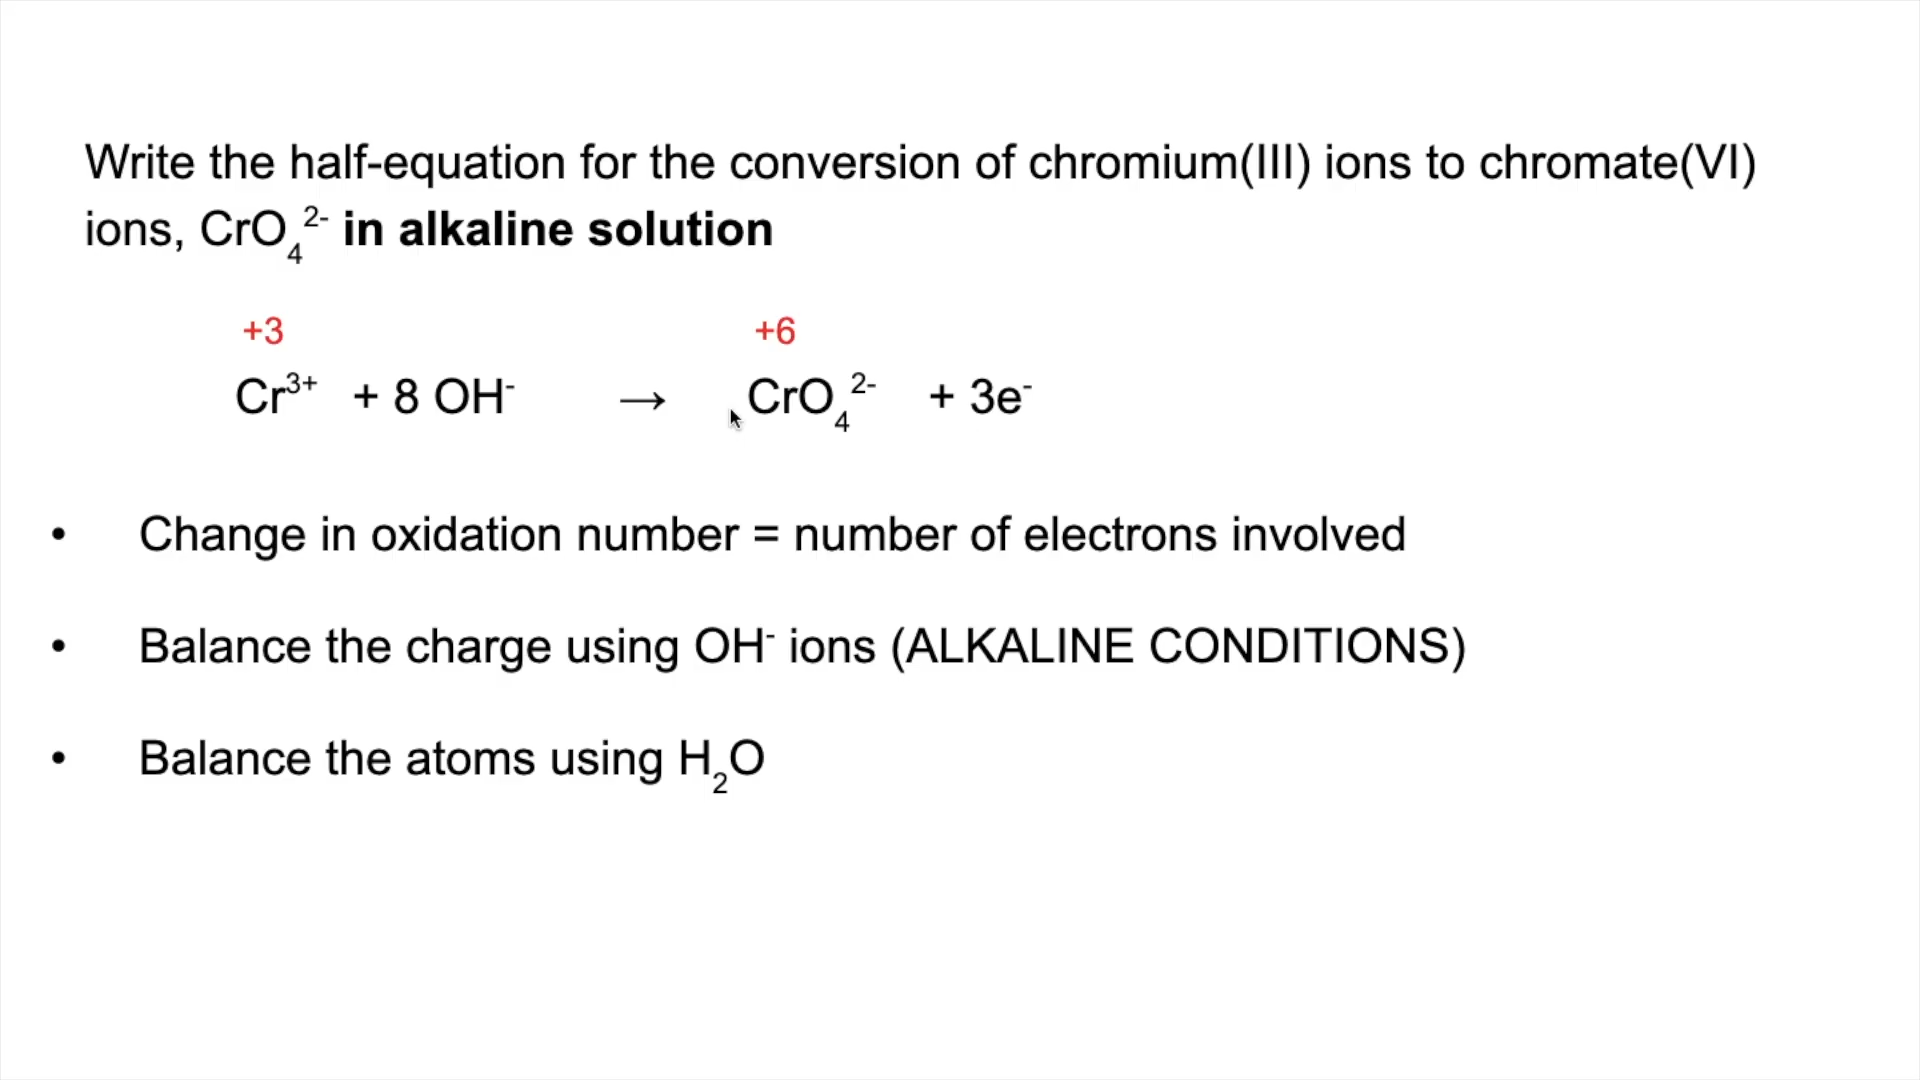 Write the half-equation for the conversion of chromium(III) ions to chromate(VI)
ions, CrO₄²⁻ in alkaline solution
+3 +6
Cr³⁺ + 8 OH⁻ → CrO₄²⁻ + 3e⁻
• Change in oxidation number = number of electrons involved
• Balance the charge using OH⁻ ions (ALKALINE CONDITIONS)
• Balance the atoms using H₂O